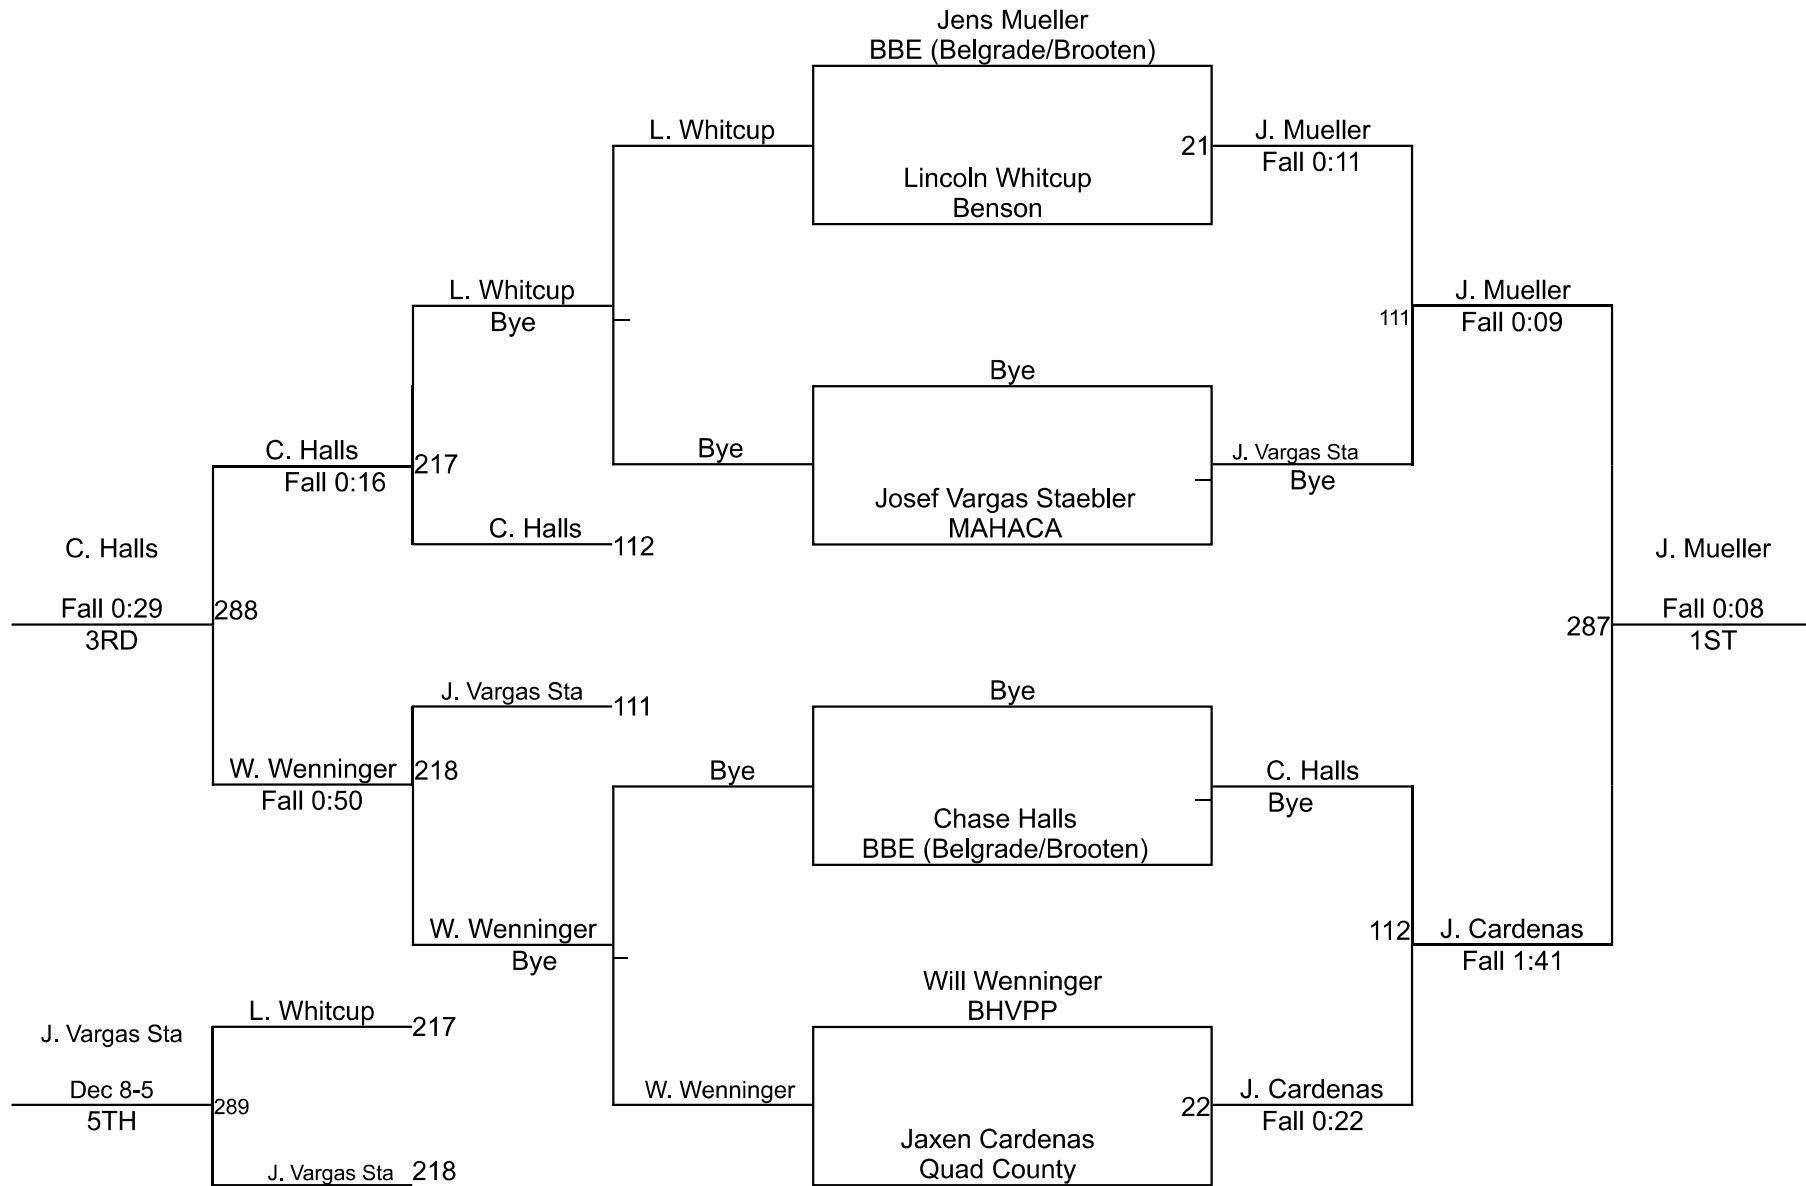 Jens Mueller
BBE (Belgrade/Brooten)
L. Whitcup
21
J. Mueller
Fall 0:11
Lincoln Whitcup
Benson
L. Whitcup
Bye
111
J. Mueller
Fall 0:09
Bye
C. Halls
Fall 0:16
217
Bye
J. Vargas Sta
Bye
Josef Vargas Staebler
MAHACA
C. Halls
112
C. Halls
Fall 0:29
3RD
288
J. Mueller
Fall 0:08
1ST
287
J. Vargas Sta
111
Bye
W. Wenninger
Fall 0:50
218
Bye
C. Halls
Bye
Chase Halls
BBE (Belgrade/Brooten)
W. Wenninger
Bye
112
J. Cardenas
Fall 1:41
Will Wenninger
BHVPP
L. Whitcup
217
J. Vargas Sta
Dec 8-5
5TH
289
W. Wenninger
22
J. Cardenas
Fall 0:22
Jaxen Cardenas
Quad County
J. Vargas Sta
218